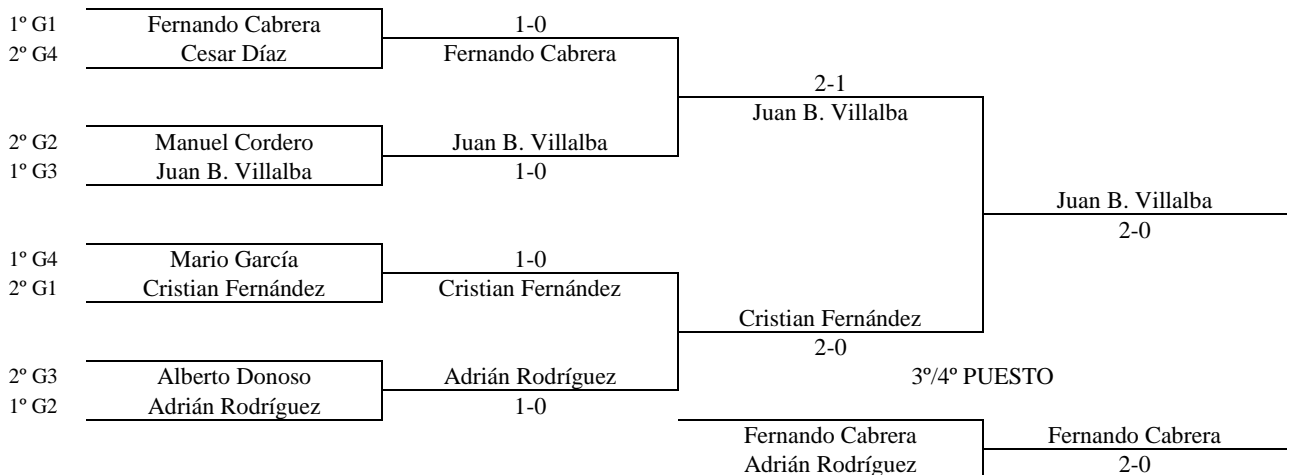 1º G1 Fernando Cabrera 1-0
2º G4 Cesar Díaz Fernando Cabrera
2-1
Juan B. Villalba
2º G2 Manuel Cordero Juan B. Villalba
1º G3 Juan B. Villalba 1-0
Juan B. Villalba
2-0
1º G4 Mario García 1-0
2º G1 Cristian Fernández Cristian Fernández
Cristian Fernández
2-0
2º G3 Alberto Donoso Adrián Rodríguez 3º/4º PUESTO
1º G2 Adrián Rodríguez 1-0
Fernando Cabrera Fernando Cabrera
Adrián Rodríguez 2-0